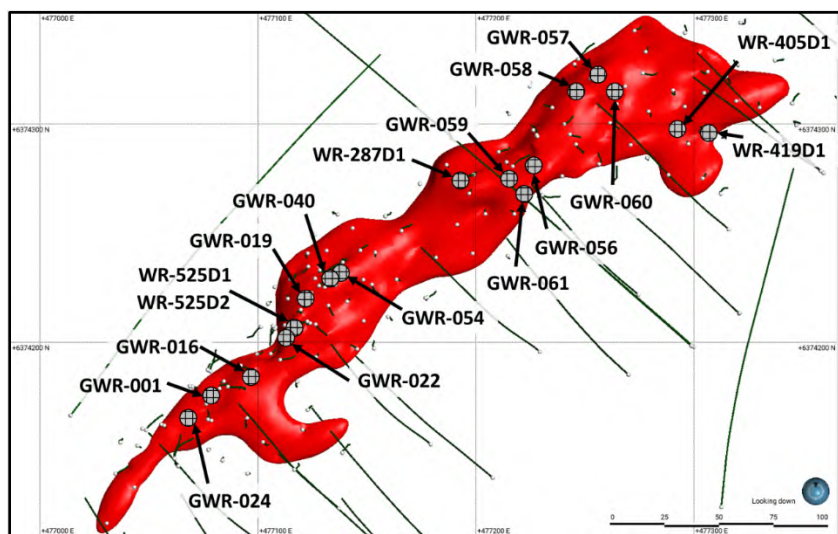 +477000 E
+477100 E
+477200 E
+477300 E
GWR-057
WR-405D1
GWR-058
+6374300 N
+6374300 N
GWR-059
WR-419D1
WR-287D1
GWR-040
GWR-060
GWR-019
GWR-056
WR-525D1
GWR-061
WR-525D2
GWR-054
+6374200 N
+6374200 N
GWR-016
GWR-022
GWR-001
GWR-024
Looking down
0 25 50 75 100
+477000 E
+477100 E
+477200 E
+477300 E